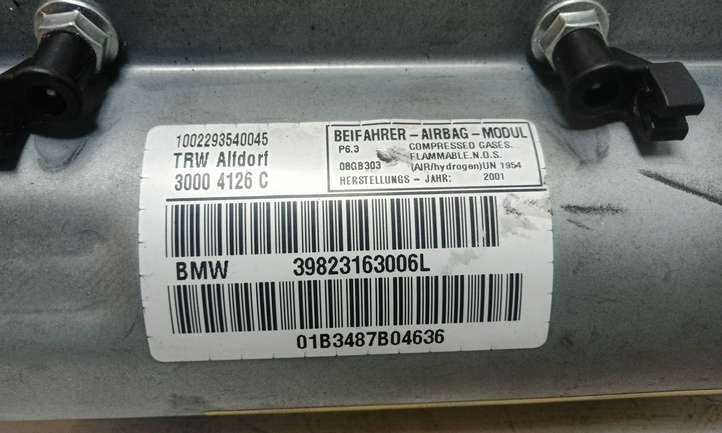 1002293540045
TRW Alfdorf
3000 4126 C
BEIFAHRER - AIRBAG - MODUL
P6.3 COMPRESSED GASES..
FLAMMABLE.N.O.S.
08GB303 (AIR/hydrogen)UN 1954
HERSTELLUNGS - JAHR: 2001
BMW 39823163006L
01B3487B04636